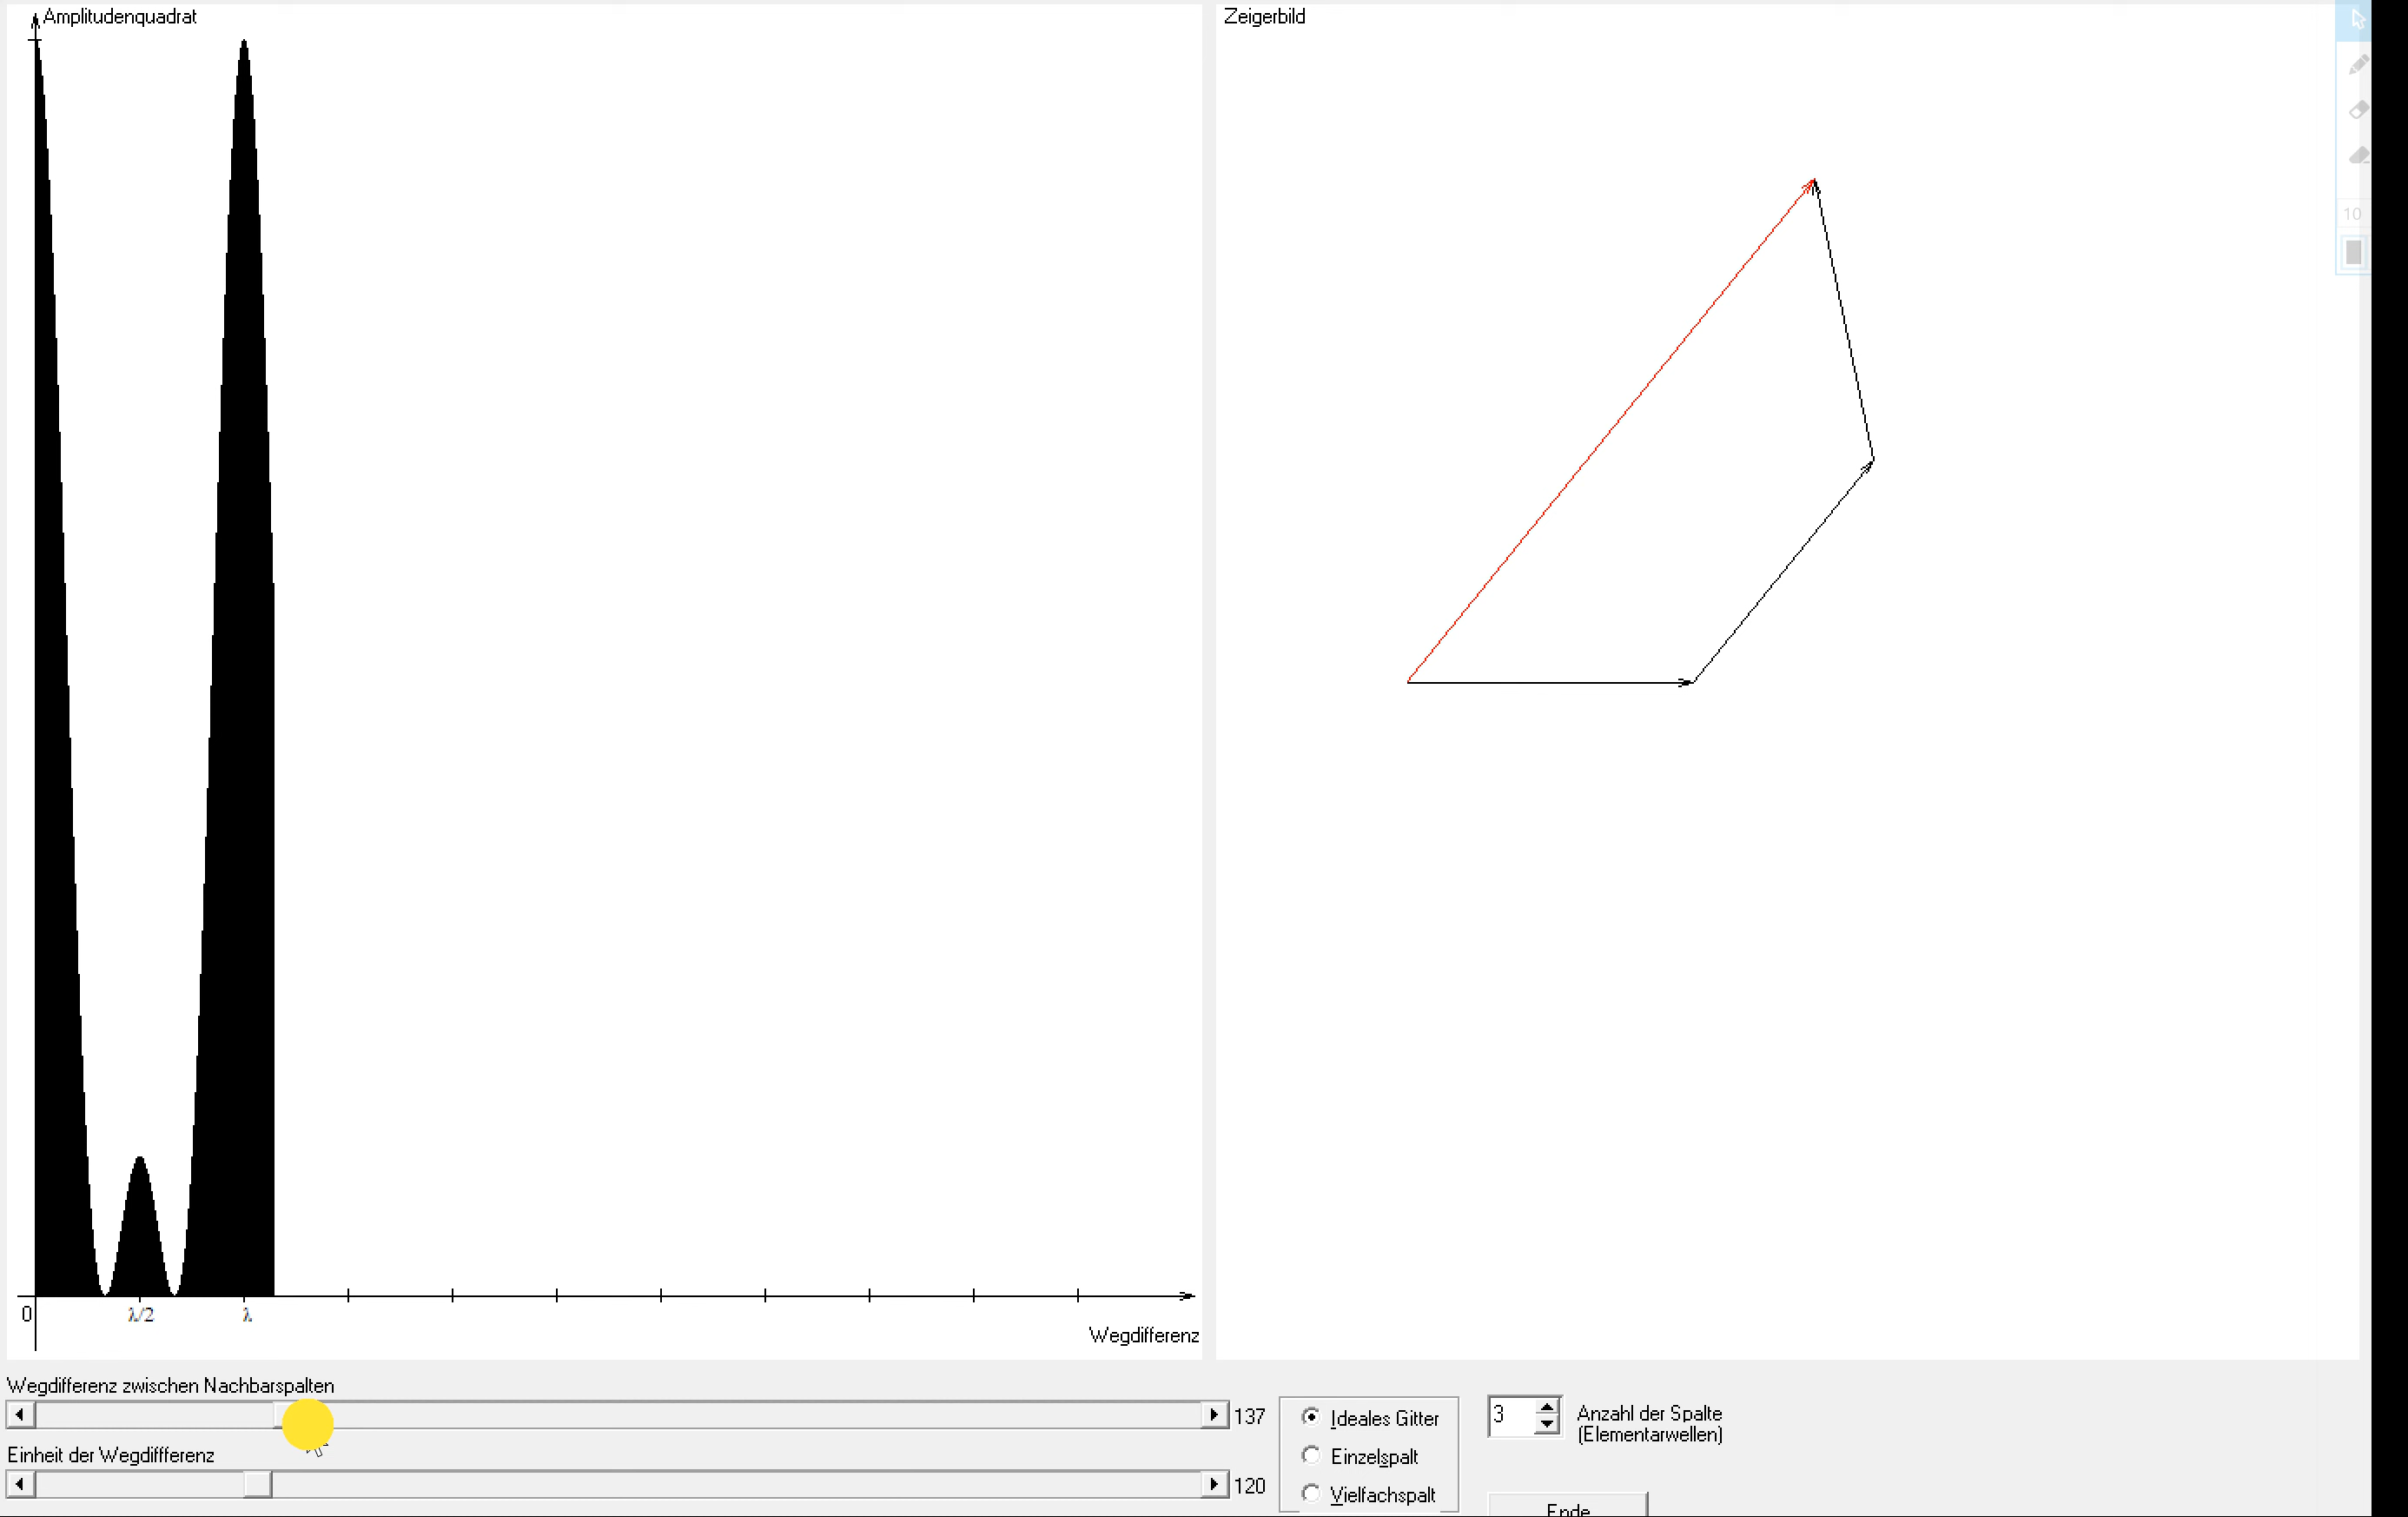 Amplitudenquadrat
Zeigerbild
10
0
λ/2
λ
Wegdifferenz
Wegdifferenz zwischen Nachbarspalten
137
Einheit der Wegdiffferenz
120
Ideales Gitter
Einzelspalt
Vielfachspalt
3
Anzahl der Spalte
(Elementarwellen)
Ende